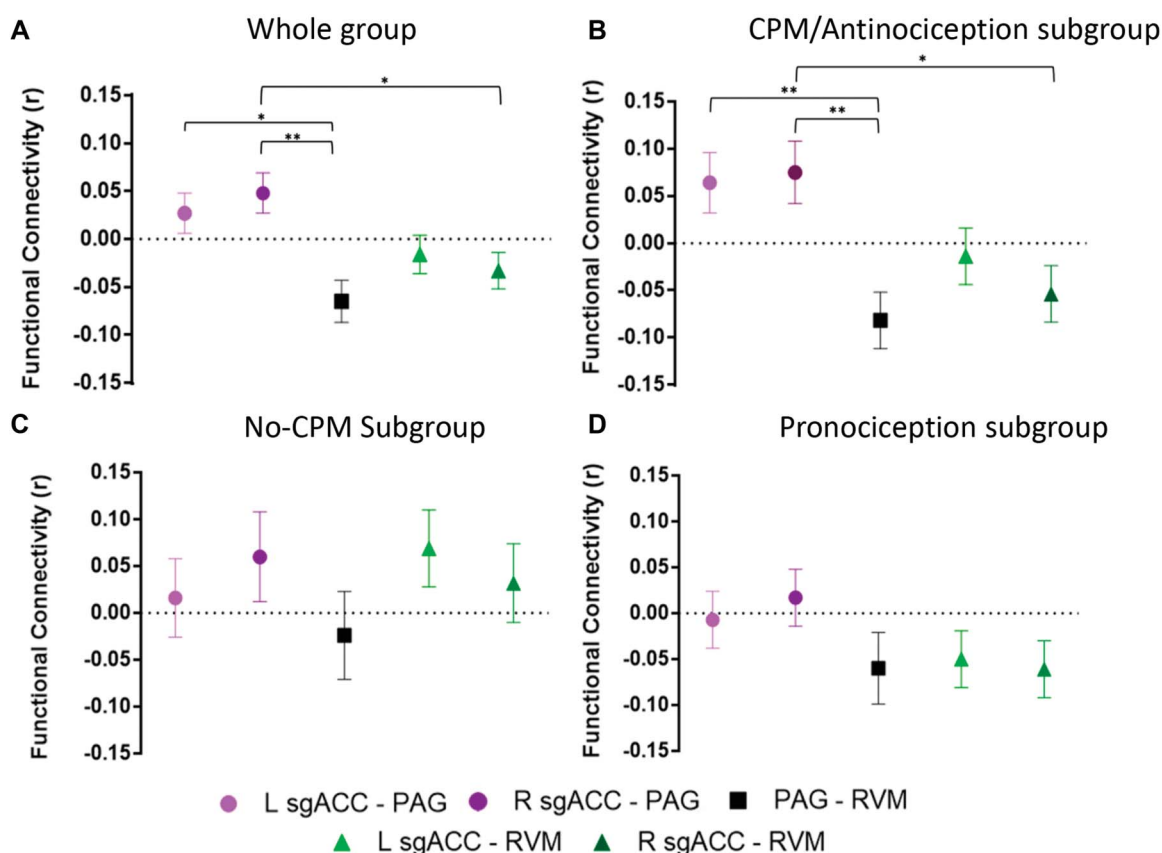 A
Whole group
Functional Connectivity (r)
0.15
0.10
0.05
0.00
-0.05
-0.10
-0.15
*
*
**
B
CPM/Antinociception subgroup
Functional Connectivity (r)
0.15
0.10
0.05
0.00
-0.05
-0.10
-0.15
*
**
**
C
No-CPM Subgroup
Functional Connectivity (r)
0.15
0.10
0.05
0.00
-0.05
-0.10
-0.15
D
Pronociception subgroup
Functional Connectivity (r)
0.15
0.10
0.05
0.00
-0.05
-0.10
-0.15
L sgACC - PAG R sgACC - PAG PAG - RVM
L sgACC - RVM R sgACC - RVM